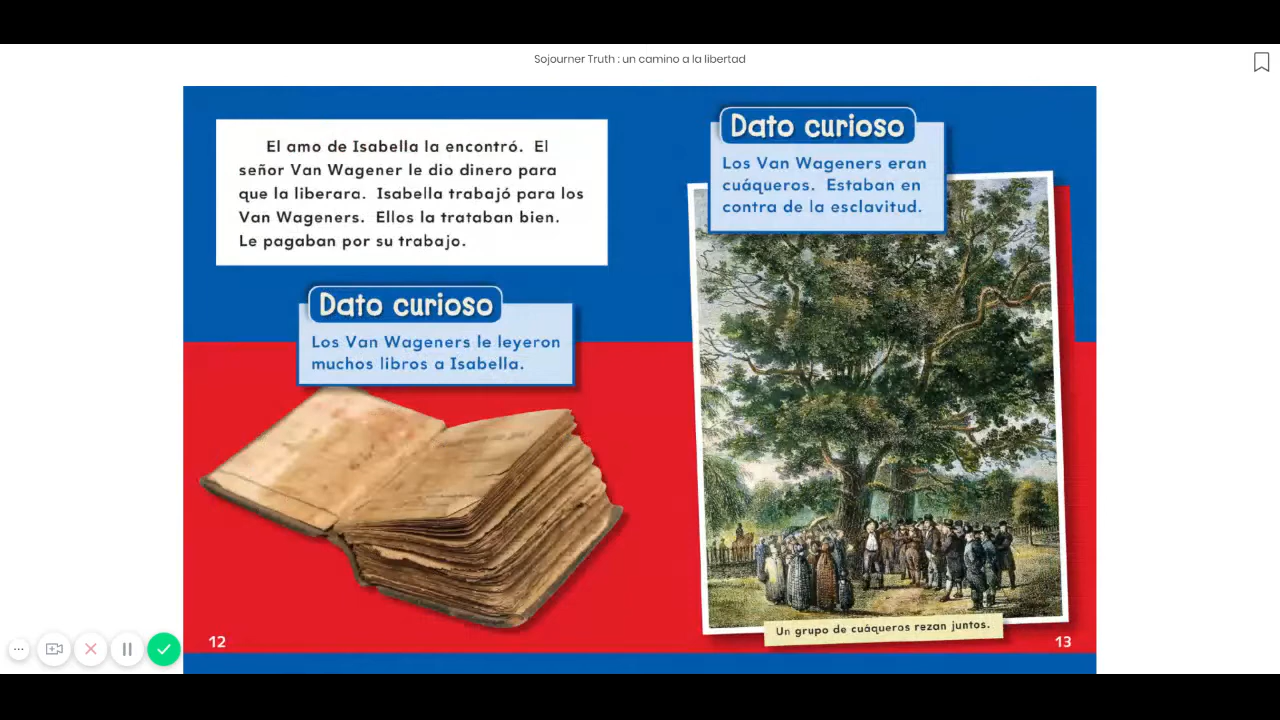 Sojourner Truth : un camino a la libertad
El amo de Isabella la encontró. El
señor Van Wagener le dio dinero para
que la liberara. Isabella trabajó para los
Van Wageners. Ellos la trataban bien.
Le pagaban por su trabajo.
Dato curioso
Los Van Wageners le leyeron
muchos libros a Isabella.
12
Dato curioso
Los Van Wageners eran
cuáqueros. Estaban en
contra de la esclavitud.
Un grupo de cuáqueros rezan juntos.
13